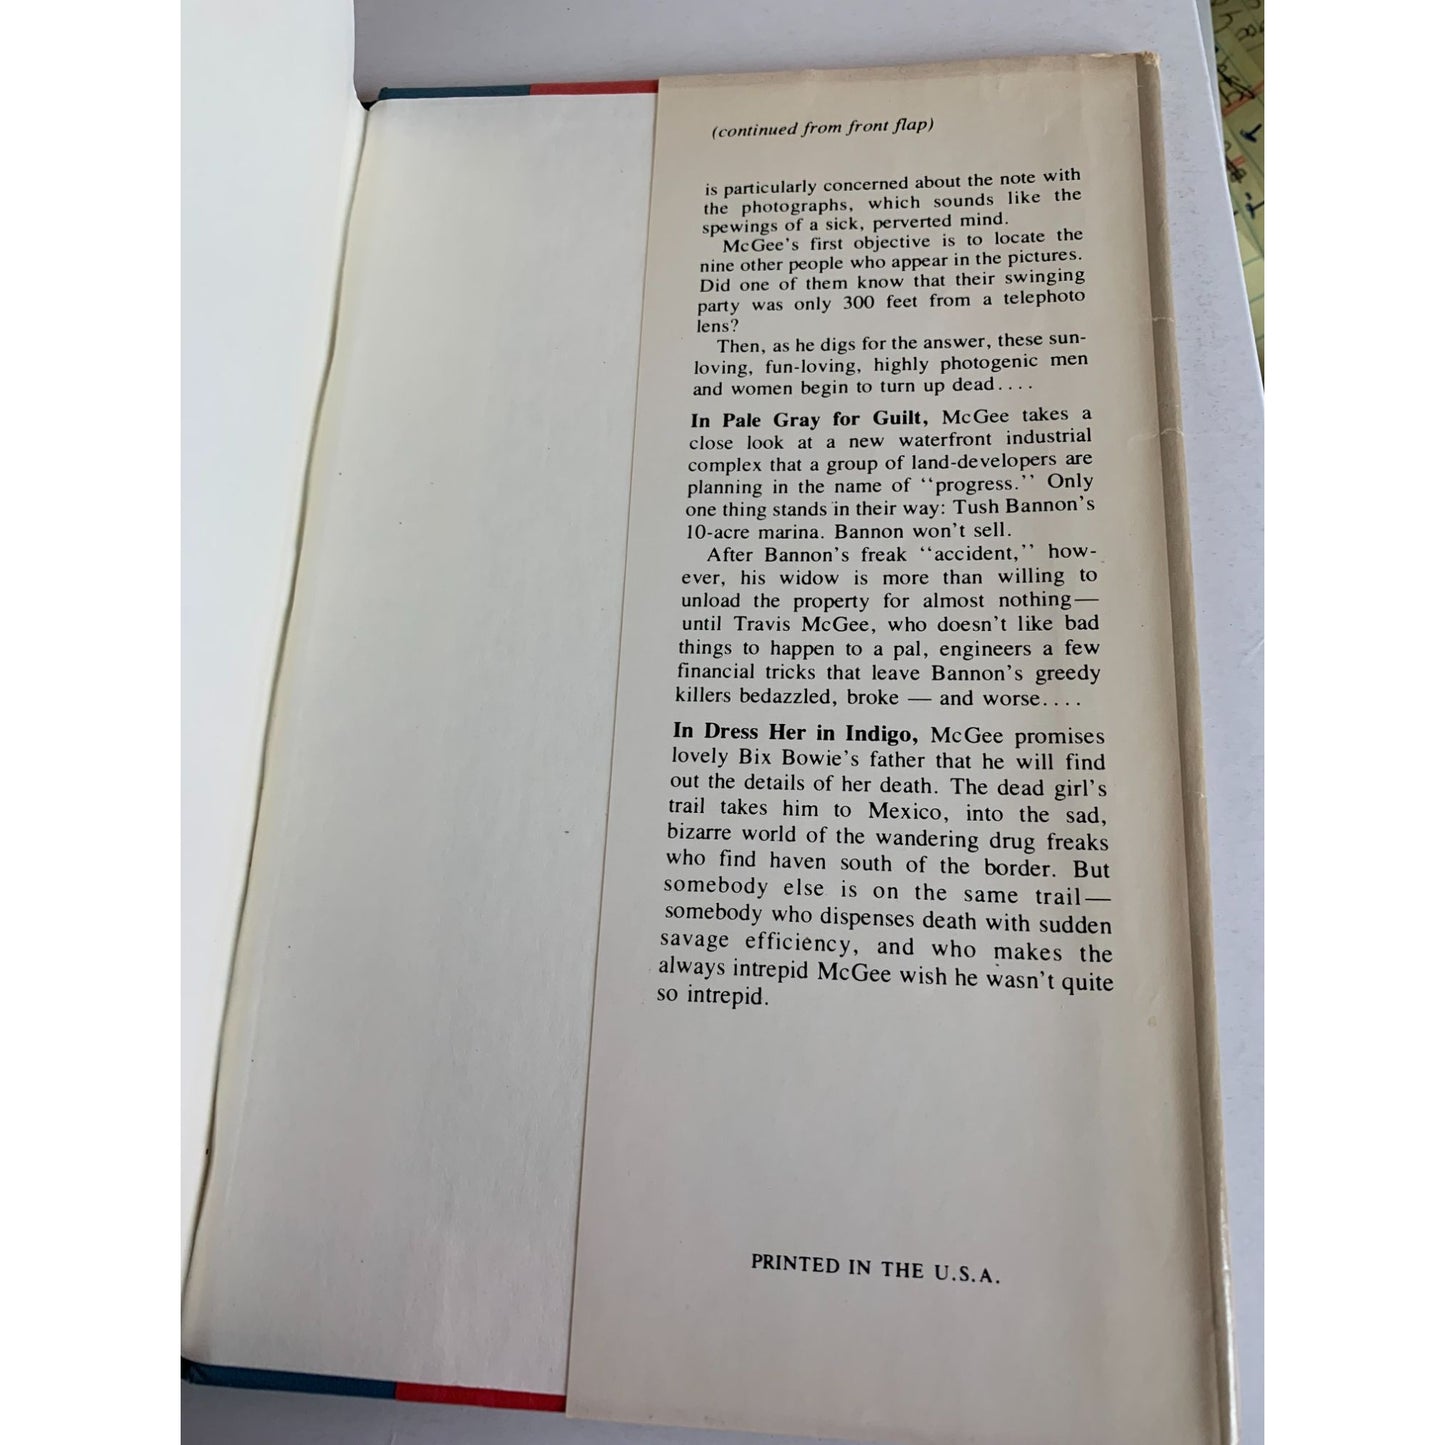 (continued from front flap)
is particularly concerned about the note with
the photographs, which sounds like the
spewings of a sick, perverted mind.
McGee's first objective is to locate the
nine other people who appear in the pictures.
Did one of them know that their swinging
party was only 300 feet from a telephoto
lens?
Then, as he digs for the answer, these sun-
loving, fun-loving, highly photogenic men
and women begin to turn up dead....
In Pale Gray for Guilt, McGee takes a
close look at a new waterfront industrial
complex that a group of land-developers are
planning in the name of "progress." Only
one thing stands in their way: Tush Bannon's
10-acre marina. Bannon won't sell.
After Bannon's freak "accident," how-
ever, his widow is more than willing to
unload the property for almost nothing—
until Travis McGee, who doesn't like bad
things to happen to a pal, engineers a few
financial tricks that leave Bannon's greedy
killers bedazzled, broke — and worse....
In Dress Her in Indigo, McGee promises
lovely Bix Bowie's father that he will find
out the details of her death. The dead girl's
trail takes him to Mexico, into the sad,
bizarre world of the wandering drug freaks
who find haven south of the border. But
somebody else is on the same trail—
somebody who dispenses death with sudden
savage efficiency, and who makes the
always intrepid McGee wish he wasn't quite
so intrepid.
PRINTED IN THE U.S.A.